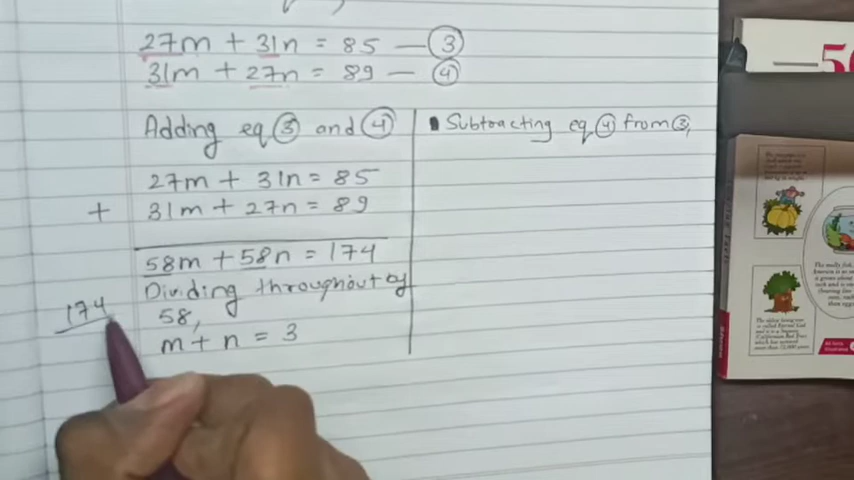 27m + 31n = 85 — ③
31m + 27n = 89 — ④
Adding eq ③ and ④
27m + 31n = 85
+ 31m + 27n = 89
58m + 58n = 174
Dividing throughout by
58,
m + n = 3
174
Subtracting eq ④ from ③,